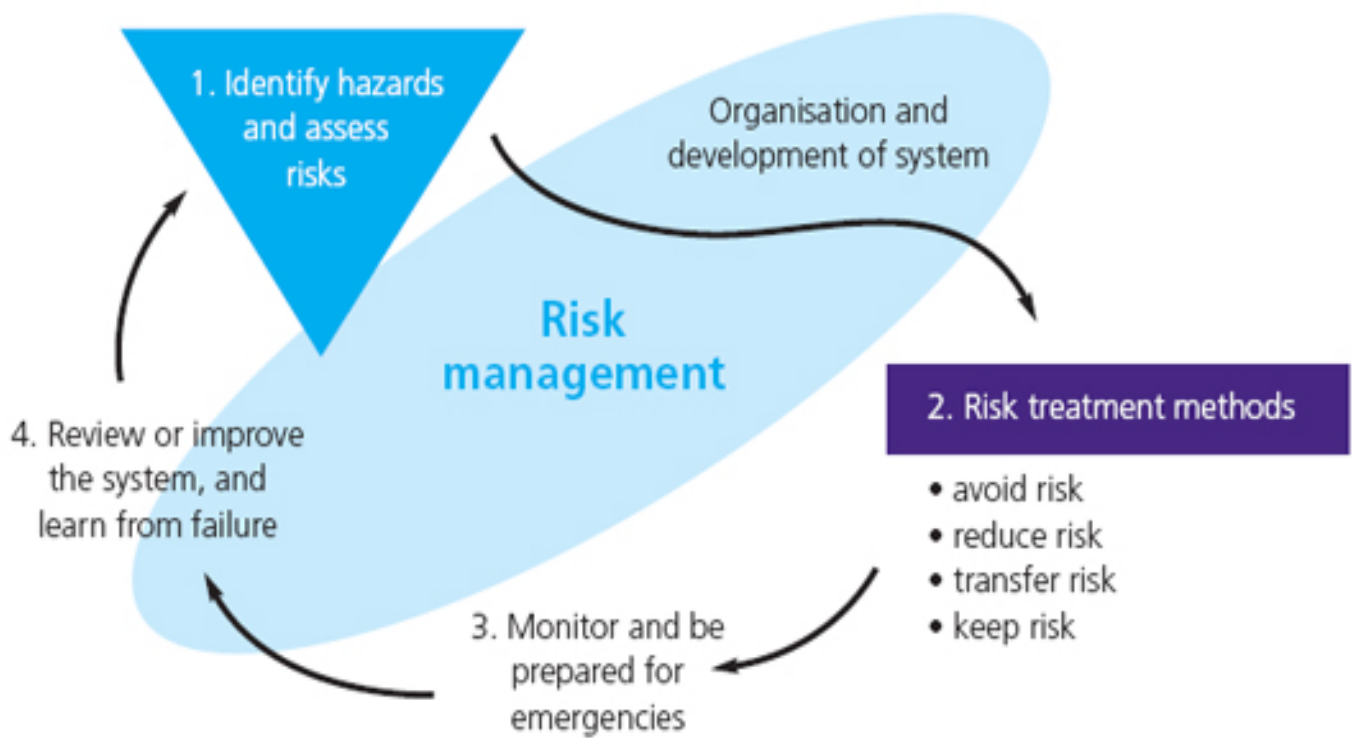 1. Identify hazards
and assess
risks
Organisation and
development of system
Risk
management
2. Risk treatment methods
• avoid risk
• reduce risk
• transfer risk
• keep risk
3. Monitor and be
prepared for
emergencies
4. Review or improve
the system, and
learn from failure